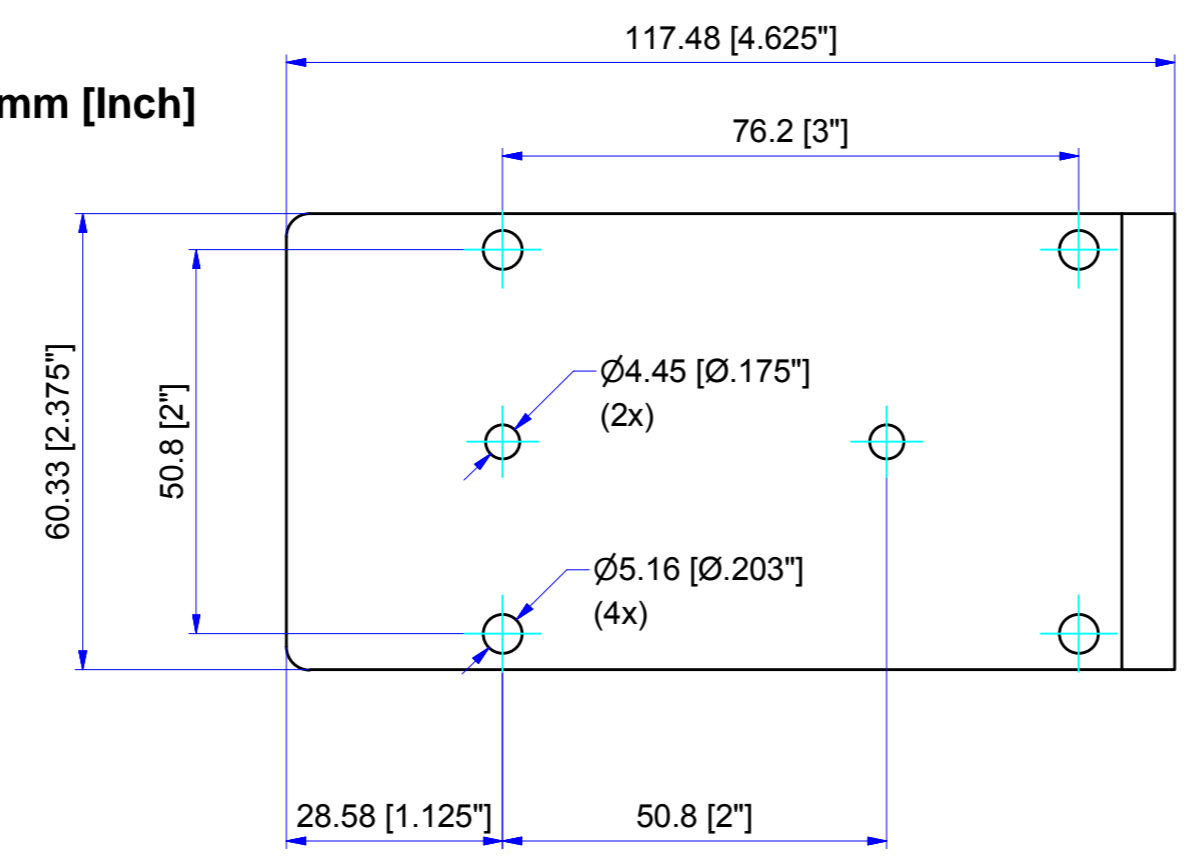 117.48 [4.625"]
mm [Inch]
76.2 [3"]
60.33 [2.375"]
50.8 [2"]
Ø4.45 [Ø.175"]
(2x)
Ø5.16 [Ø.203"]
(4x)
28.58 [1.125"]
50.8 [2"]